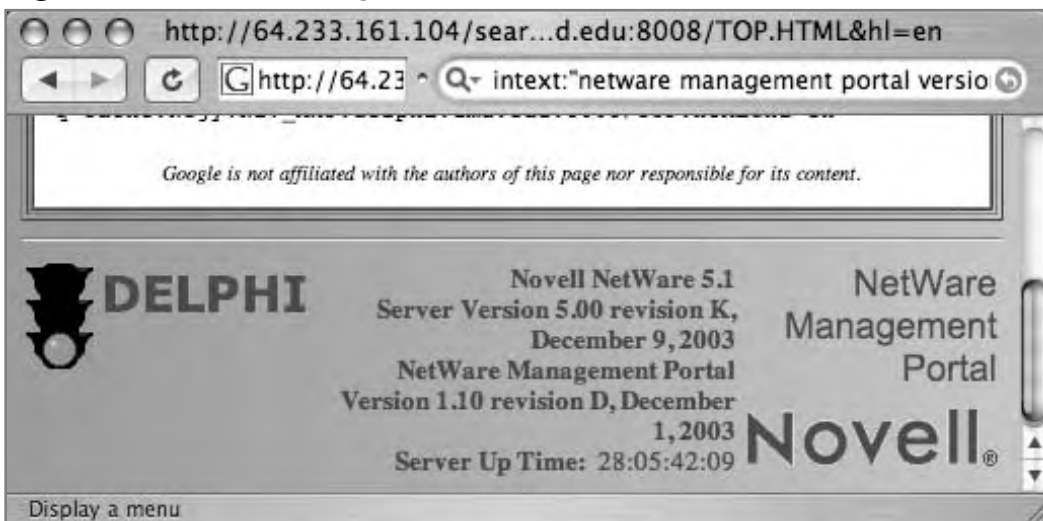 http://64.233.161.104/sear...d.edu:8008/TOP.HTML&hl=en
G http://64.23
Q intext:"netware management portal versio
Google is not affiliated with the authors of this page nor responsible for its content.
DELPHI
Novell NetWare 5.1
Server Version 5.00 revision K,
December 9, 2003
NetWare Management Portal
Version 1.10 revision D, December
1, 2003
Server Up Time: 28:05:42:09
NetWare
Management
Portal
Novell®
Display a menu